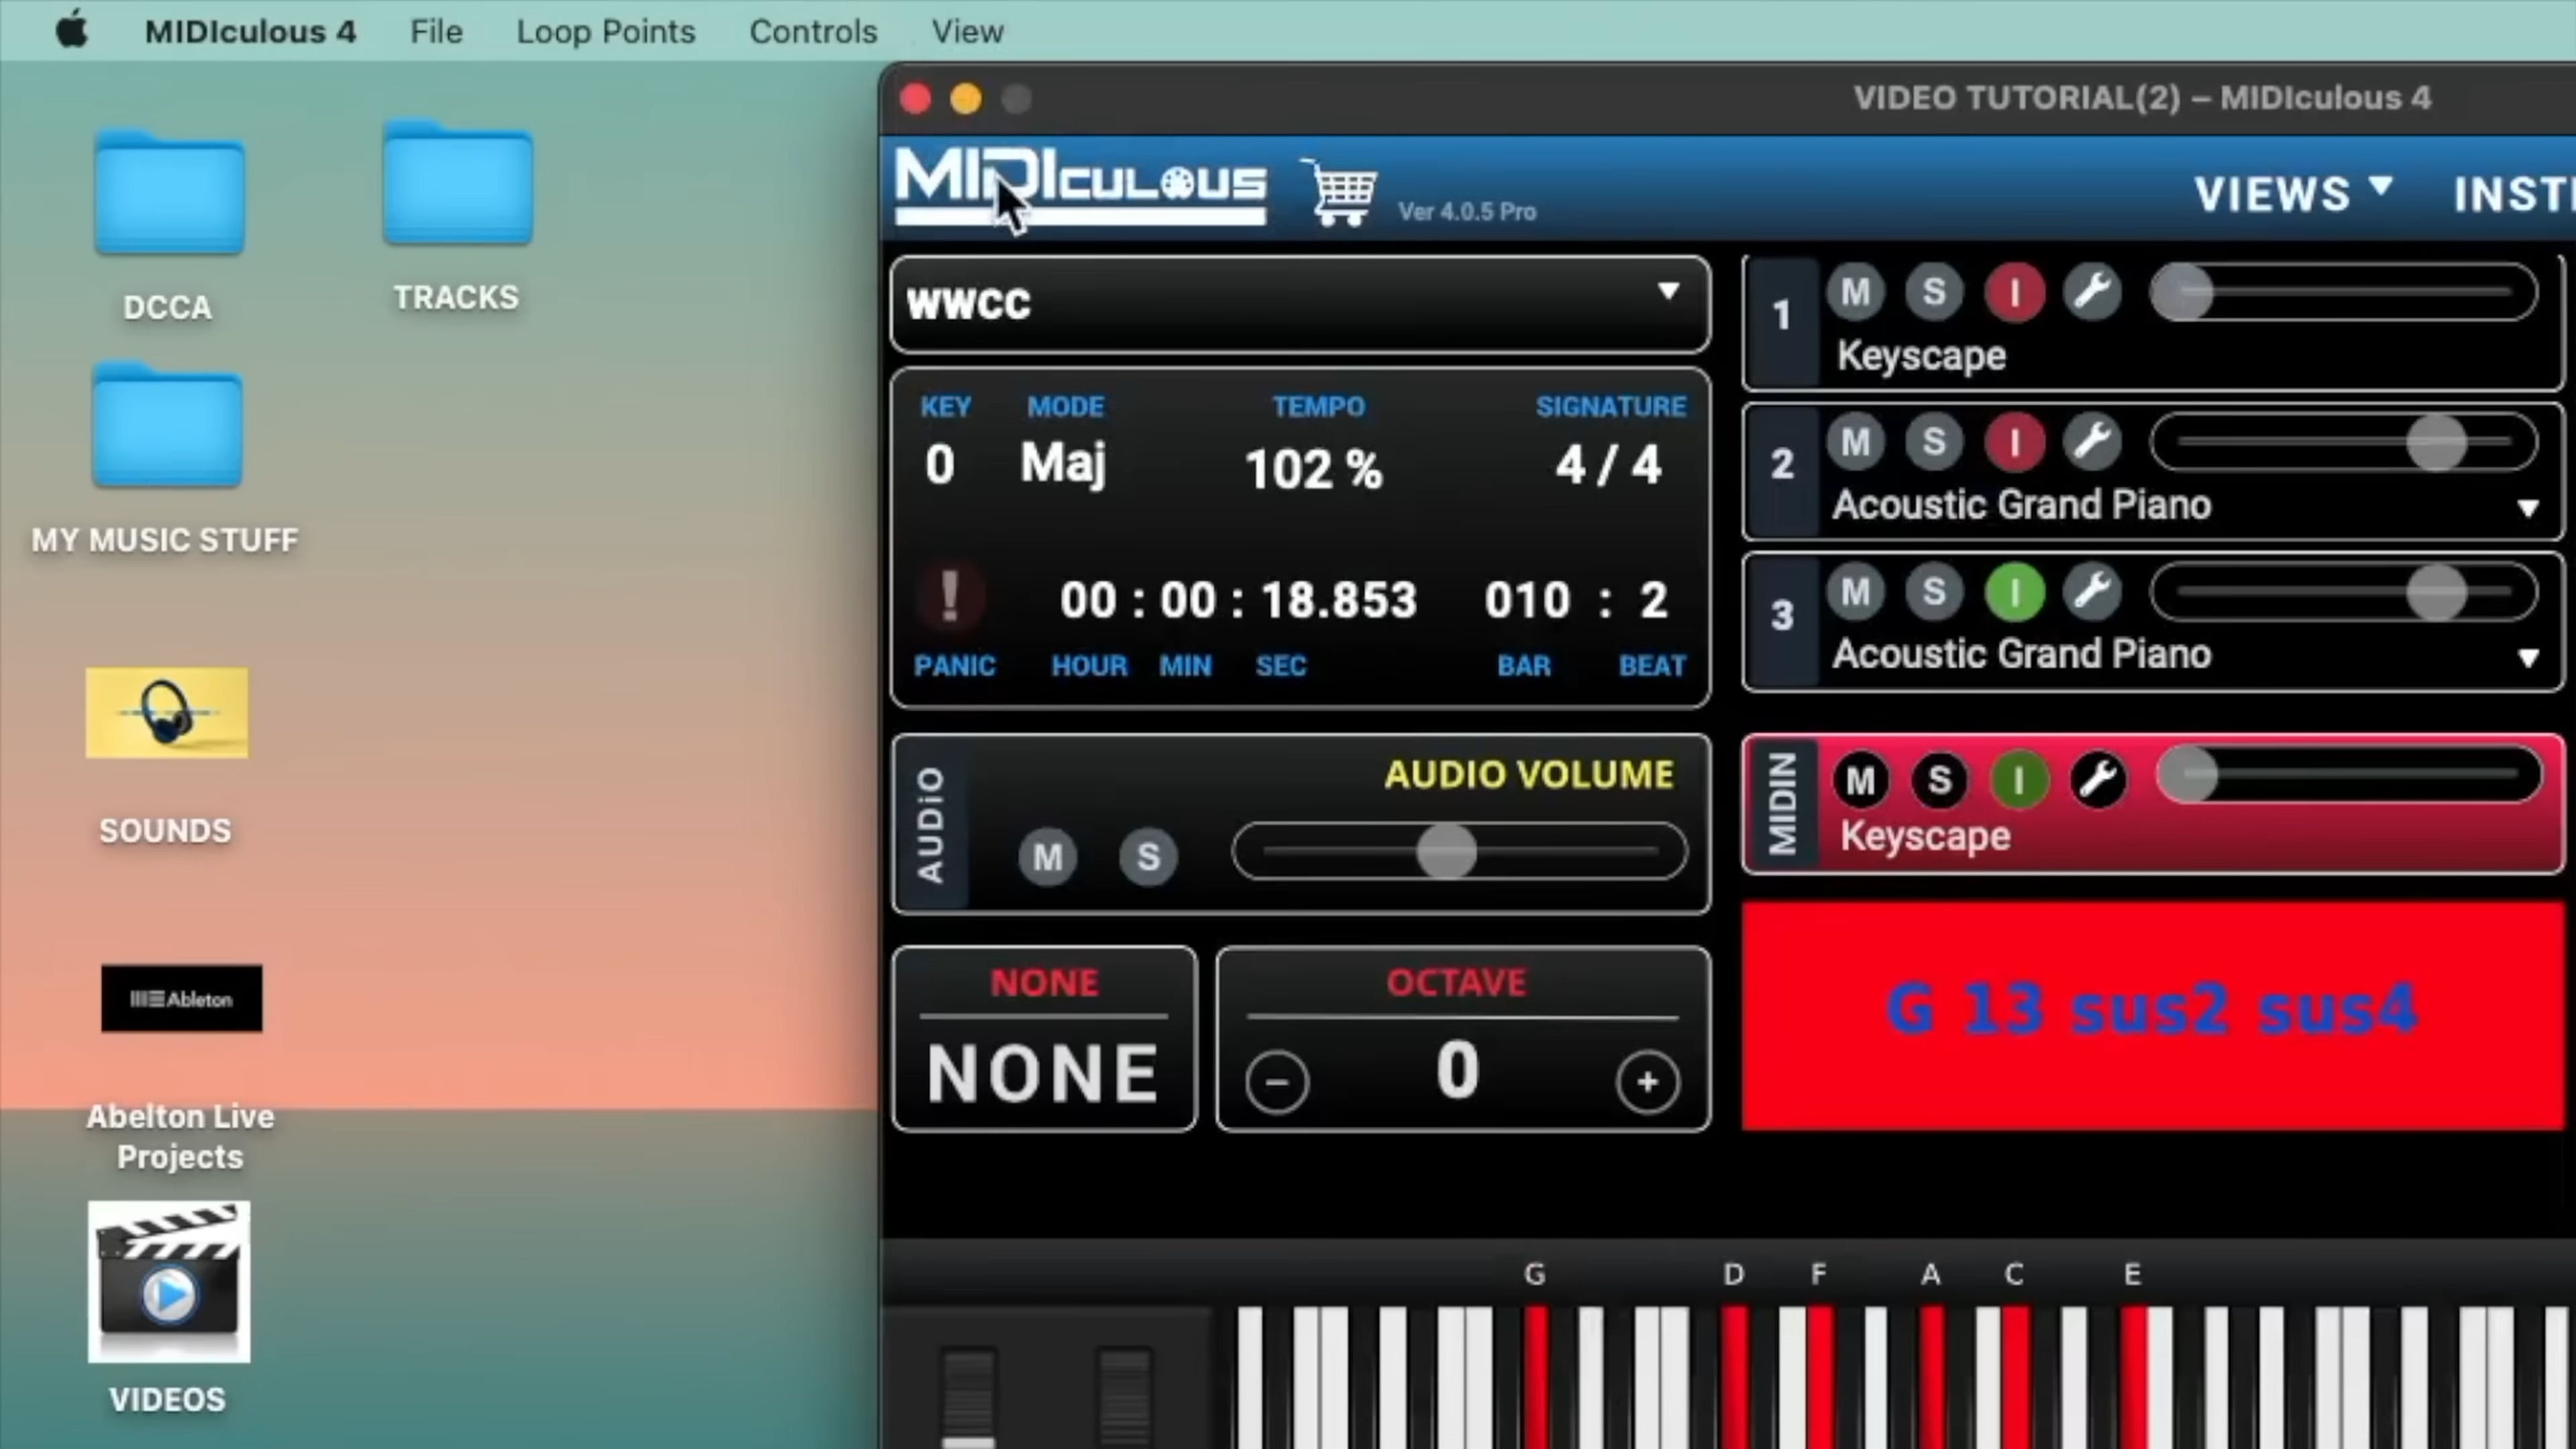 MIDIculous 4 File Loop Points Controls View
VIDEO TUTORIAL(2) – MIDIculous 4
MIDIculous
Ver 4.0.5 Pro
VIEWS
DCCA
TRACKS
MY MUSIC STUFF
SOUNDS
Ableton
Abelton Live
Projects
VIDEOS
WWCC
KEY MODE TEMPO SIGNATURE
0 Maj 102 % 4 / 4
!
00 : 00 : 18.853 010 : 2
PANIC HOUR MIN SEC BAR BEAT
AUDiO
AUDIO VOLUME
M S
NONE
NONE
OCTAVE
− 0 +
1
M S I
Keyscape
2
M S I
Acoustic Grand Piano
3
M S I
Acoustic Grand Piano
MIDIN
M S I
Keyscape
G 13 sus2 sus4
G D F A C E